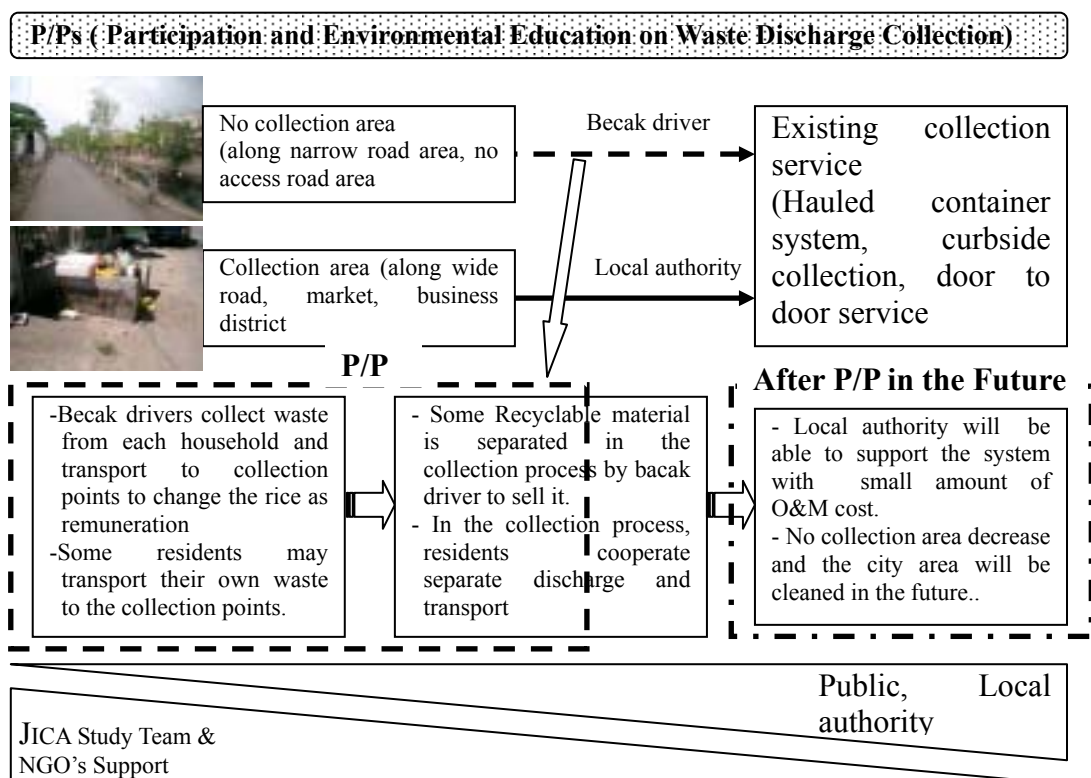 P/Ps ( Participation and Environmental Education on Waste Discharge Collection)
No collection area
(along narrow road area, no
access road area
Becak driver
Existing collection
service
(Hauled container
system, curbside
collection, door to
door service
Collection area (along wide
road, market, business
district
Local authority
P/P
-Becak drivers collect waste
from each household and
transport to collection
points to change the rice as
remuneration
-Some residents may
transport their own waste
to the collection points.
- Some Recyclable material
is separated in the
collection process by bacak
driver to sell it.
- In the collection process,
residents cooperate
separate discharge and
transport
After P/P in the Future
- Local authority will be
able to support the system
with small amount of
O&M cost.
- No collection area decrease
and the city area will be
cleaned in the future..
Public, Local
authority
JICA Study Team &
NGO's Support